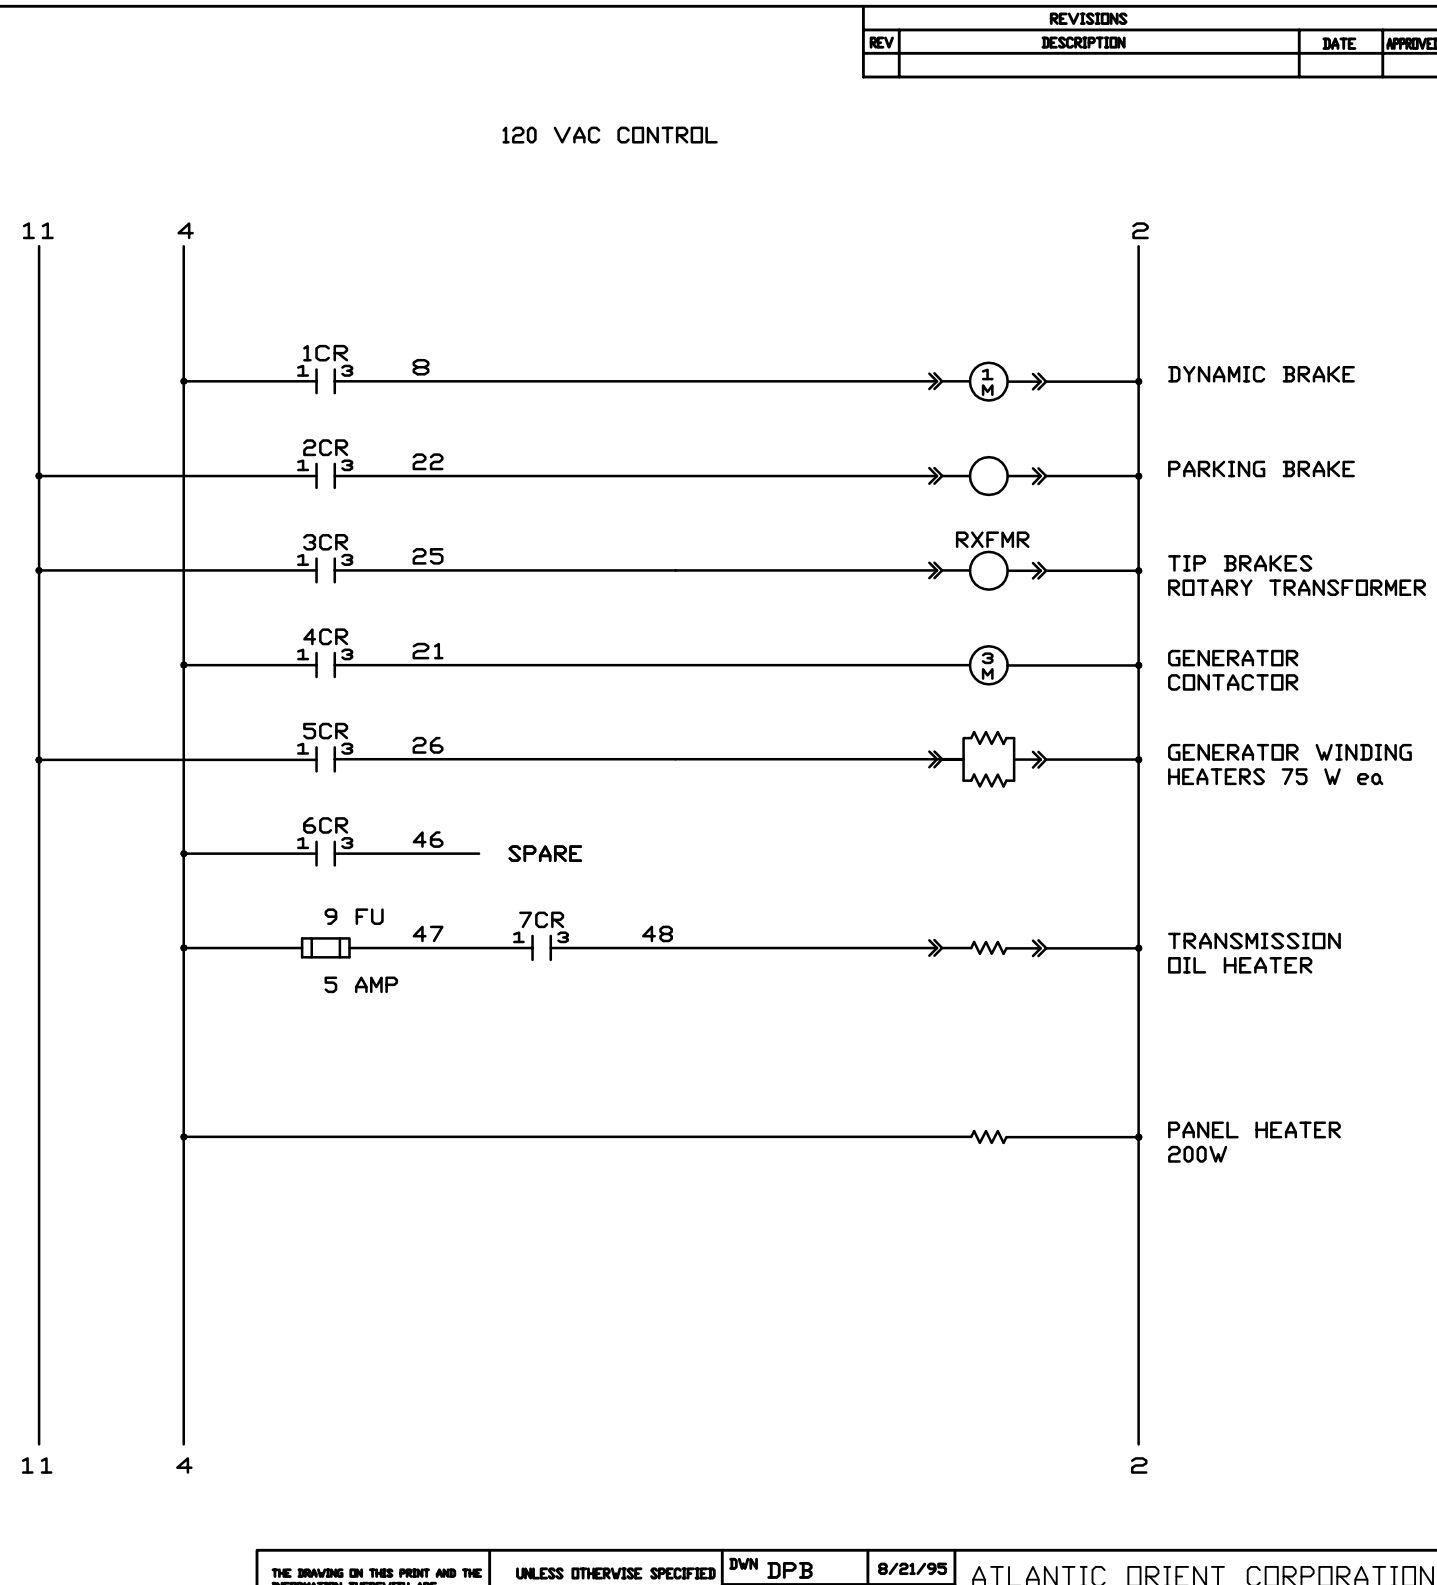 REVISIONS
REV DESCRIPTION DATE APPROVED
120 VAC CONTROL
11 4 2
1CR
1 3 8 1 M DYNAMIC BRAKE
2CR
1 3 22 PARKING BRAKE
3CR RXFMR
1 3 25 TIP BRAKES
ROTARY TRANSFORMER
4CR
1 3 21 3 M GENERATOR
CONTACTOR
5CR
1 3 26 GENERATOR WINDING
HEATERS 75 W ea
6CR
1 3 46 SPARE
9 FU 7CR
47 1 3 48 TRANSMISSION
OIL HEATER
5 AMP
PANEL HEATER
200W
11 4 2
THE DRAWING ON THIS PRINT AND THE
UNLESS OTHERWISE SPECIFIED
DWN DPB 8/21/95
ATLANTIC ORIENT CORPORATION